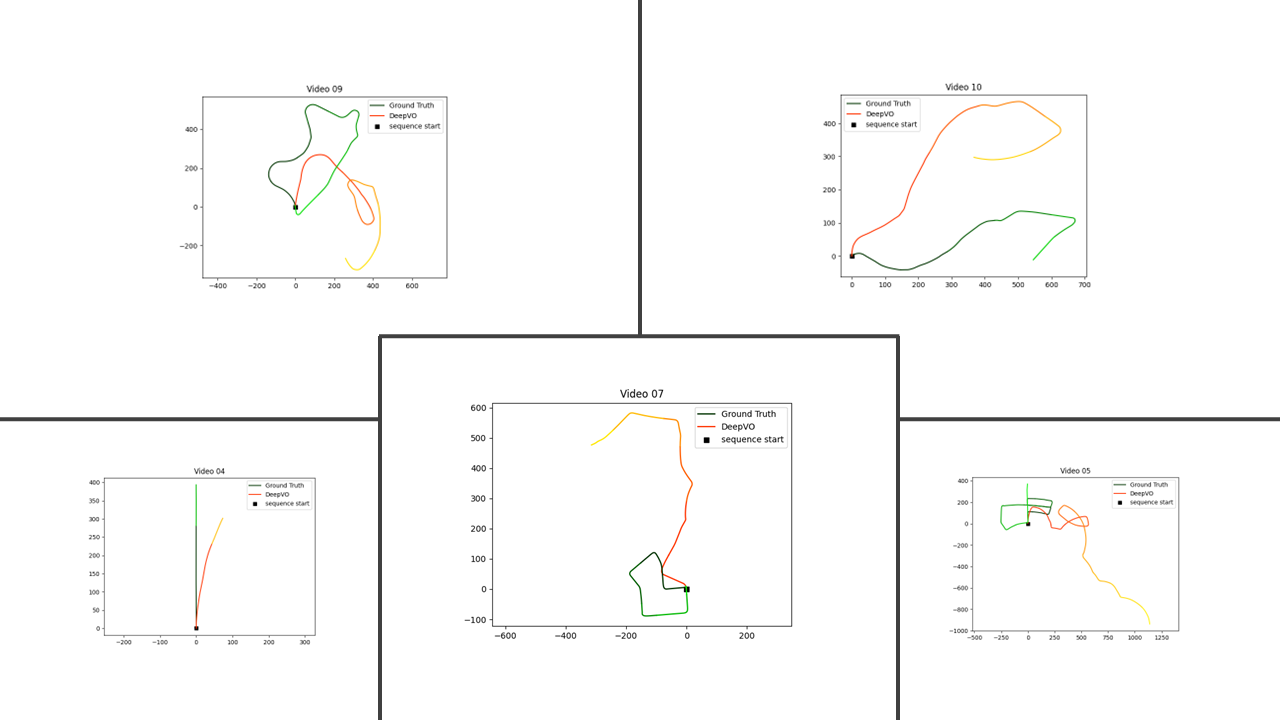 Video 09
Ground Truth
DeepVO
sequence start
400
200
0
−200
−400 −200 0 200 400 600
Video 10
Ground Truth
DeepVO
sequence start
400
300
200
100
0
0 100 200 300 400 500 600 700
Video 07
Ground Truth
DeepVO
sequence start
600
500
400
300
200
100
0
−100
−600 −400 −200 0 200
Video 04
Ground Truth
DeepVO
sequence start
400
350
300
250
200
150
100
50
0
−200 −100 0 100 200 300
Video 05
Ground Truth
DeepVO
sequence start
400
200
0
−200
−400
−600
−800
−1000
−500 −250 0 250 500 750 1000 1250